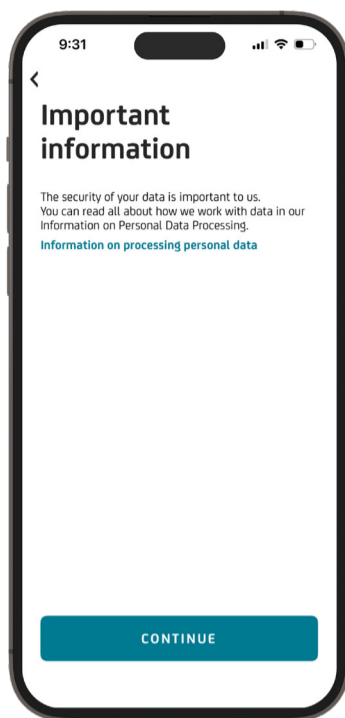 9:31
Important
information
The security of your data is important to us.
You can read all about how we work with data in our
Information on Personal Data Processing.
Information on processing personal data
CONTINUE